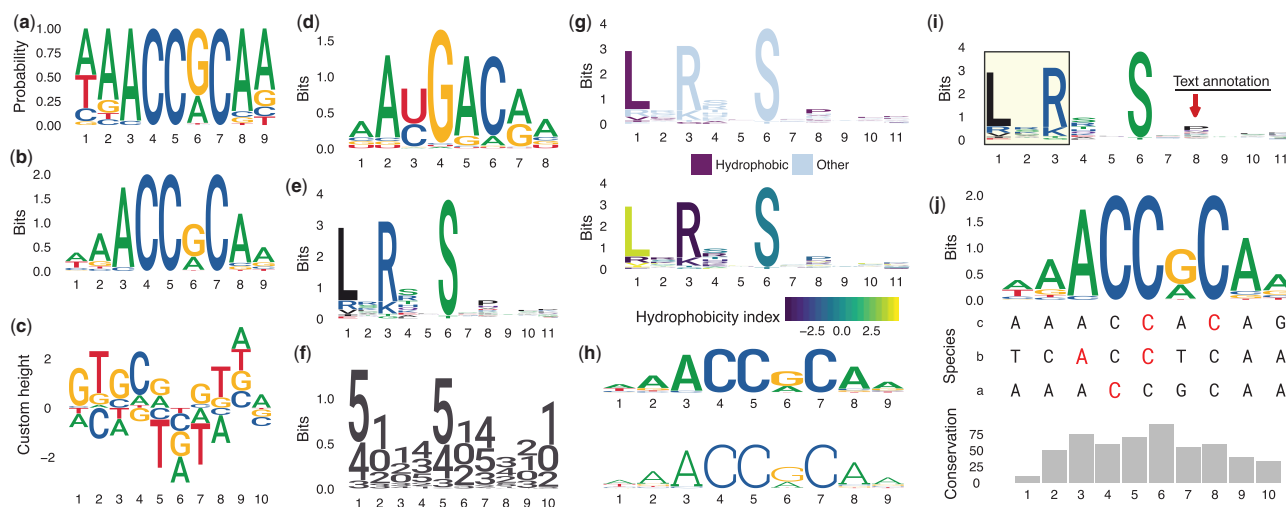 (a)
Probability
1.00
0.75
0.50
0.25
0.00
1 2 3 4 5 6 7 8 9
(b)
Bits
2.0
1.5
1.0
0.5
0.0
1 2 3 4 5 6 7 8 9
(c)
Custom height
2
0
−2
1 2 3 4 5 6 7 8 9 10
(d)
Bits
1.5
1.0
0.5
0.0
1 2 3 4 5 6 7 8
(e)
Bits
4
3
2
1
0
1 2 3 4 5 6 7 8 9 10 11
(f)
Bits
1.0
0.5
0.0
1 2 3 4 5 6 7 8 9 10
(g)
Bits
4
3
2
1
0
1 2 3 4 5 6 7 8 9 10 11
Hydrophobic Other
Bits
4
3
2
1
0
1 2 3 4 5 6 7 8 9 10 11
Hydrophobicity index
−2.5 0.0 2.5
(h)
1 2 3 4 5 6 7 8 9
1 2 3 4 5 6 7 8 9
(i)
Bits
4
3
2
1
0
Text annotation
1 2 3 4 5 6 7 8 9 10 11
(j)
Bits
2.0
1.5
1.0
0.5
0.0
Species
c A A A C C A C A G
b T C A C C T C A A
a A A A C C G C A A
Conservation
75
50
25
0
1 2 3 4 5 6 7 8 9 10